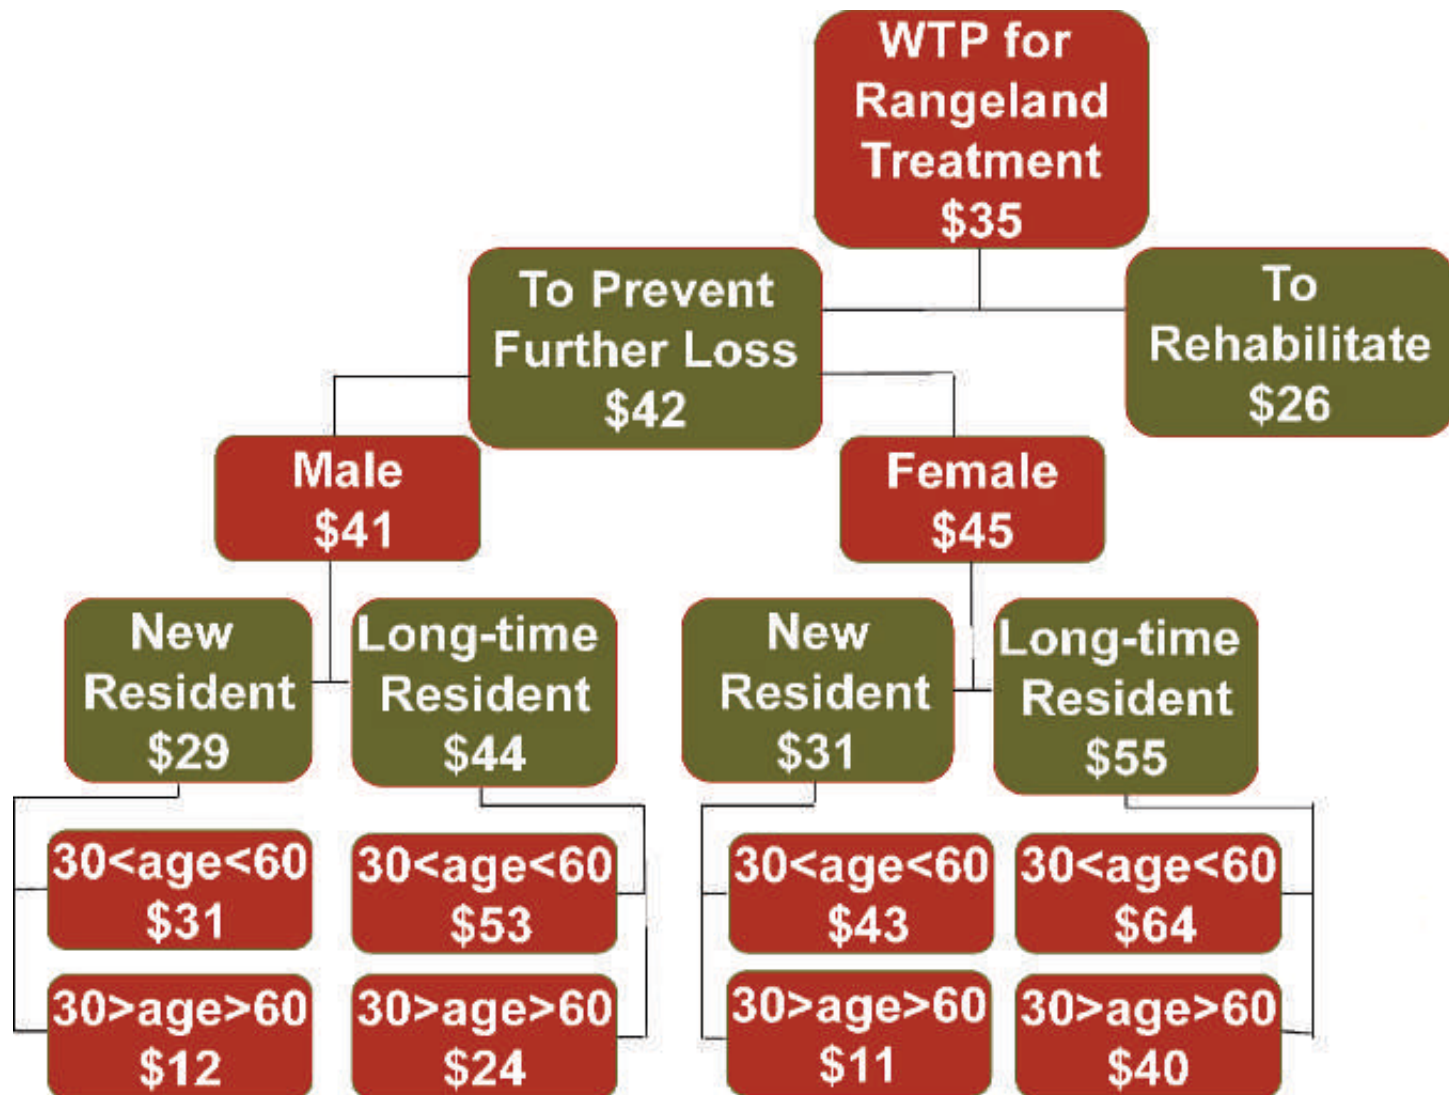 WTP for
Rangeland
Treatment
$35
To Prevent
Further Loss
$42
To
Rehabilitate
$26
Male
$41
Female
$45
New
Resident
$29
Long-time
Resident
$44
New
Resident
$31
Long-time
Resident
$55
30<age<60
$31
30<age<60
$53
30<age<60
$43
30<age<60
$64
30>age>60
$12
30>age>60
$24
30>age>60
$11
30>age>60
$40